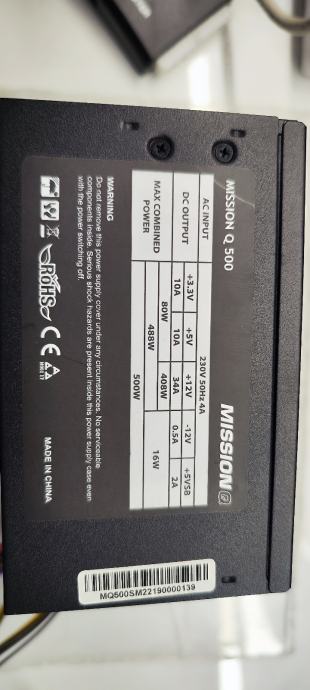 MISSION Q 500
MISSION Q
AC INPUT 230V 50Hz 4A
DC OUTPUT +3.3V +5V +12V -12V +5VSB
10A 10A 34A 0.5A 2A
MAX COMBINED POWER 80W 408W 16W
488W
500W
WARNING
Do not remove this power supply cover under any circumstances. No serviceable
components inside. Serious shock hazards are present inside this power supply case even
with the power switching off.
RoHS CE
MADE IN CHINA
MQ500SM22190000139